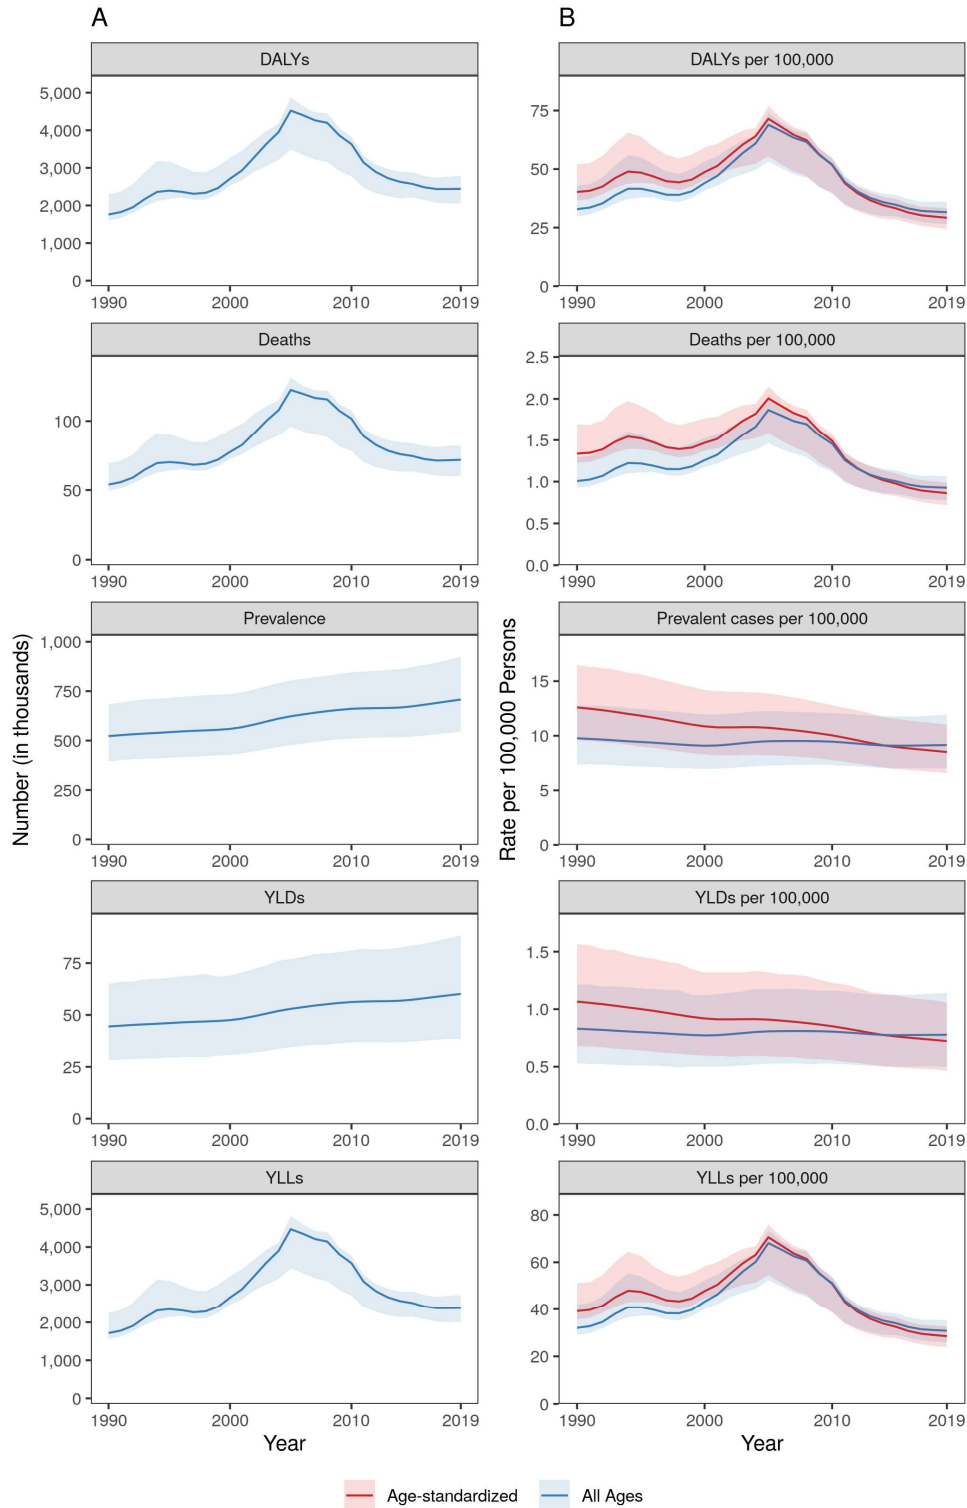 A
B
DALYs
5,000
4,000
3,000
2,000
1,000
0
1990 2000 2010 2019
DALYs per 100,000
75
50
25
0
1990 2000 2010 2019
Deaths
100
50
0
1990 2000 2010 2019
Deaths per 100,000
2.5
2.0
1.5
1.0
0.5
0.0
1990 2000 2010 2019
Number (in thousands)
Prevalence
1,000
750
500
250
0
1990 2000 2010 2019
Rate per 100,000 Persons
Prevalent cases per 100,000
15
10
5
0
1990 2000 2010 2019
YLDs
75
50
25
0
1990 2000 2010 2019
YLDs per 100,000
1.5
1.0
0.5
0.0
1990 2000 2010 2019
YLLs
5,000
4,000
3,000
2,000
1,000
0
1990 2000 2010 2019
Year
YLLs per 100,000
80
60
40
20
0
1990 2000 2010 2019
Year
Age-standardized All Ages